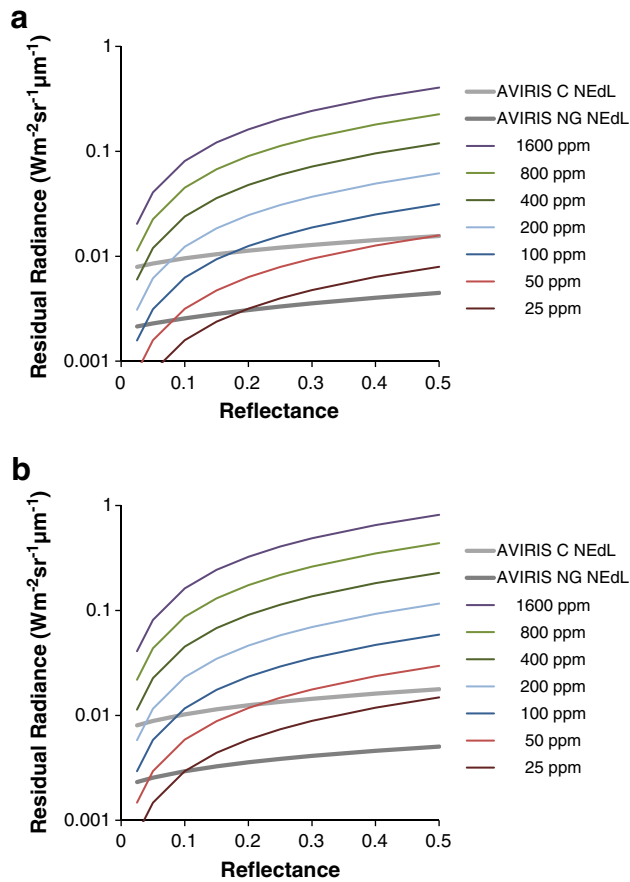 a
Residual Radiance (Wm⁻²sr⁻¹µm⁻¹)
1
0.1
0.01
0.001
0
0.1
0.2
0.3
0.4
0.5
Reflectance
AVIRIS C NEdL
AVIRIS NG NEdL
1600 ppm
800 ppm
400 ppm
200 ppm
100 ppm
50 ppm
25 ppm
b
Residual Radiance (Wm⁻²sr⁻¹µm⁻¹)
1
0.1
0.01
0.001
0
0.1
0.2
0.3
0.4
0.5
Reflectance
AVIRIS C NEdL
AVIRIS NG NEdL
1600 ppm
800 ppm
400 ppm
200 ppm
100 ppm
50 ppm
25 ppm